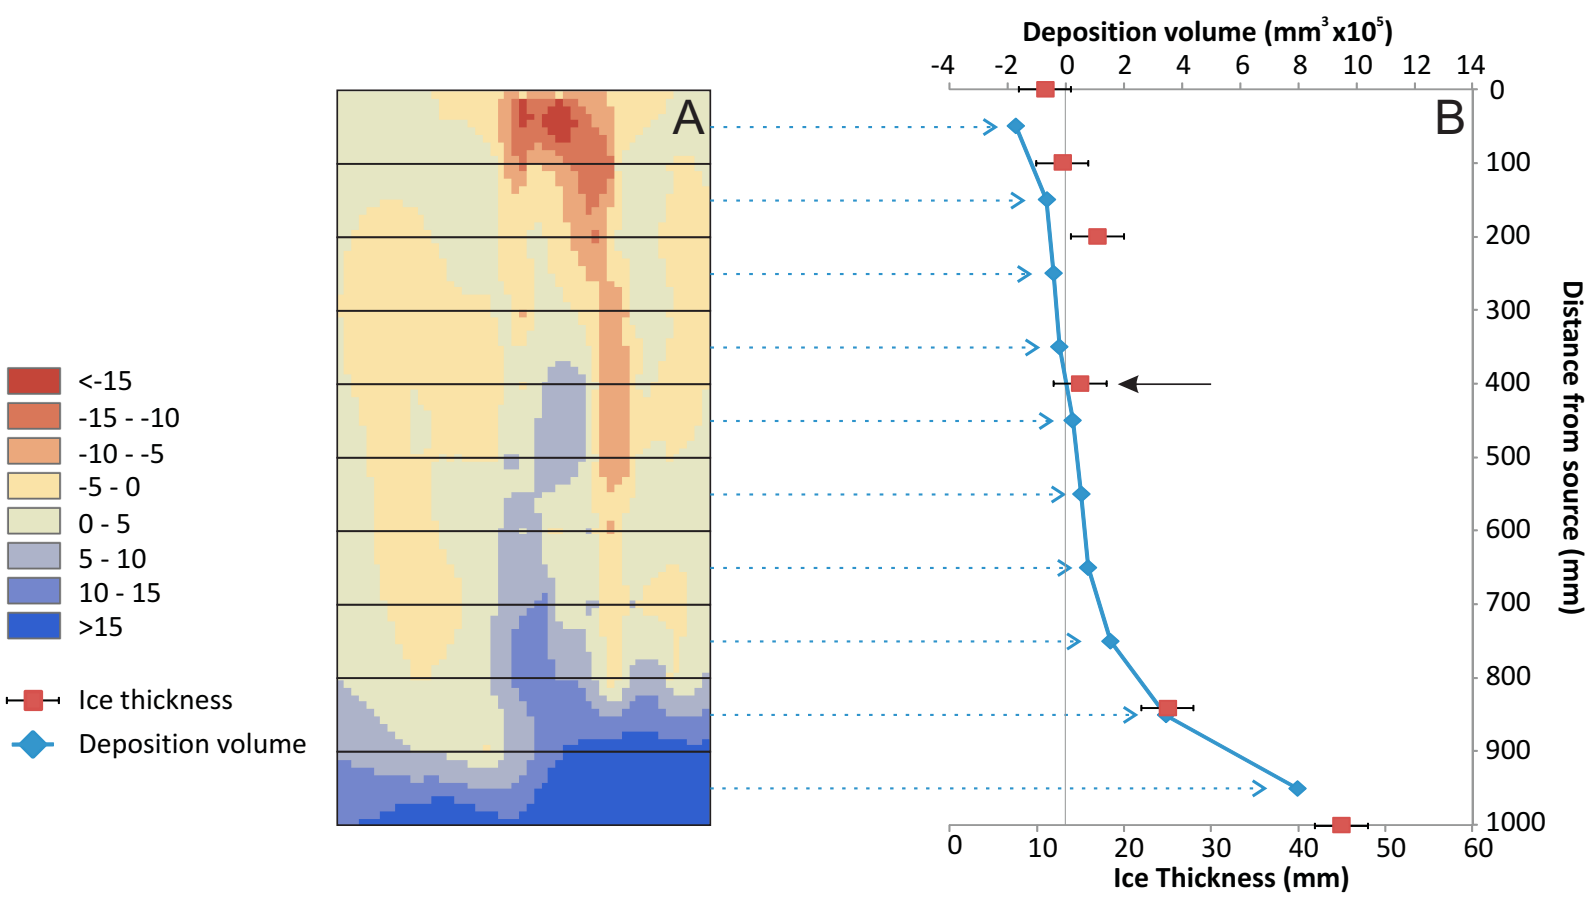 Deposition volume (mm³x10⁵)
-4 -2 0 2 4 6 8 10 12 14
A
B
0
100
200
300
400
500
600
700
800
900
1000
Distance from source (mm)
<-15
-15 - -10
-10 - -5
-5 - 0
0 - 5
5 - 10
10 - 15
>15
Ice thickness
Deposition volume
0 10 20 30 40 50 60
Ice Thickness (mm)